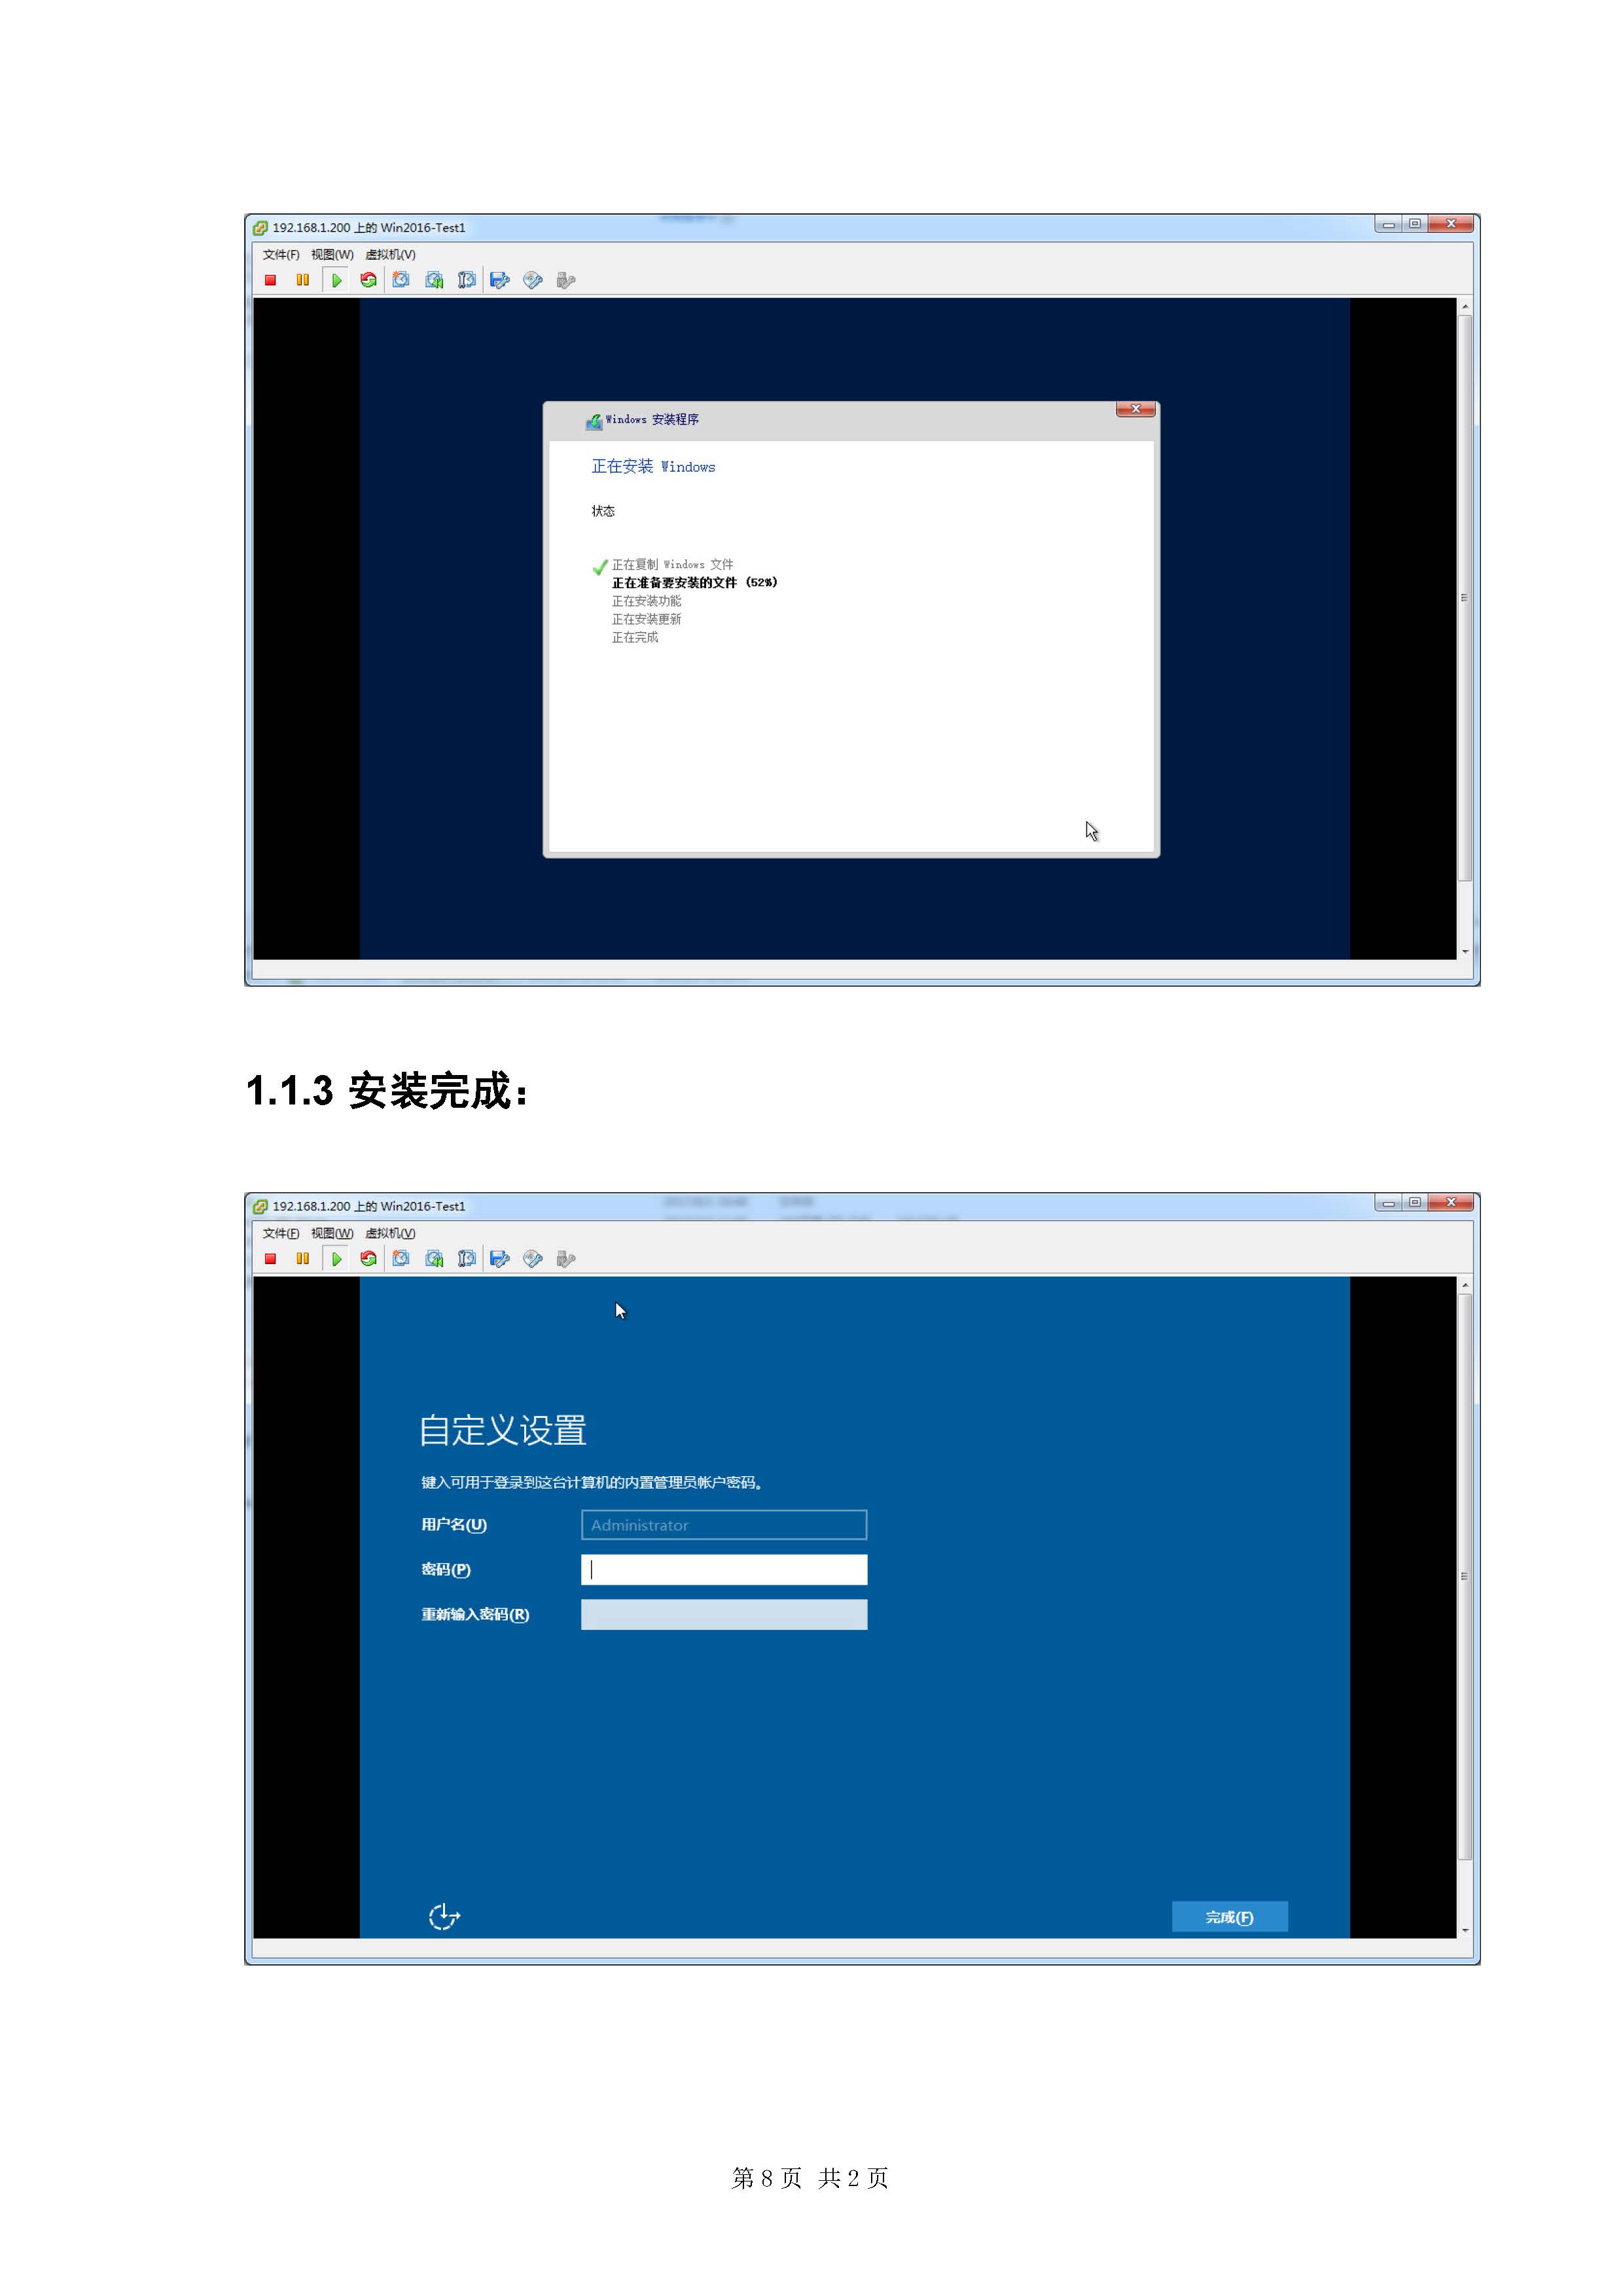 192.168.1.200 上的 Win2016-Test1
文件(F) 视图(W) 虚拟机(V)
Windows 安装程序
正在安装 Windows
状态
正在复制 Windows 文件
正在准备要安装的文件 (52%)
正在安装功能
正在安装更新
正在完成
1.1.3 安装完成：
192.168.1.200 上的 Win2016-Test1
文件(F) 视图(W) 虚拟机(V)
自定义设置
键入可用于登录到这台计算机的内置管理员帐户密码。
用户名(U) Administrator
密码(P)
重新输入密码(R)
完成(F)
第 8 页 共 2 页